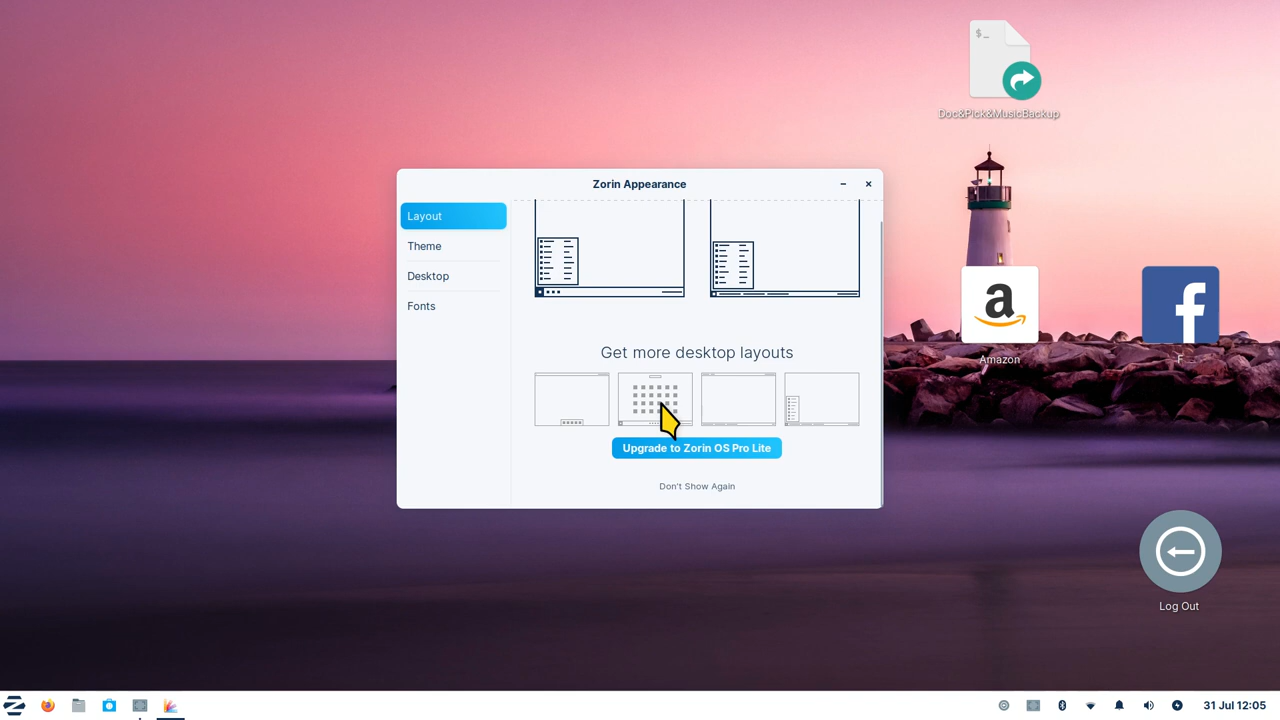 $_
Doc&Pick&MusicBackup
Zorin Appearance
Layout
Theme
Desktop
Fonts
Get more desktop layouts
Upgrade to Zorin OS Pro Lite
Don't Show Again
a
Amazon
f
F...
Log Out
31 Jul 12:05